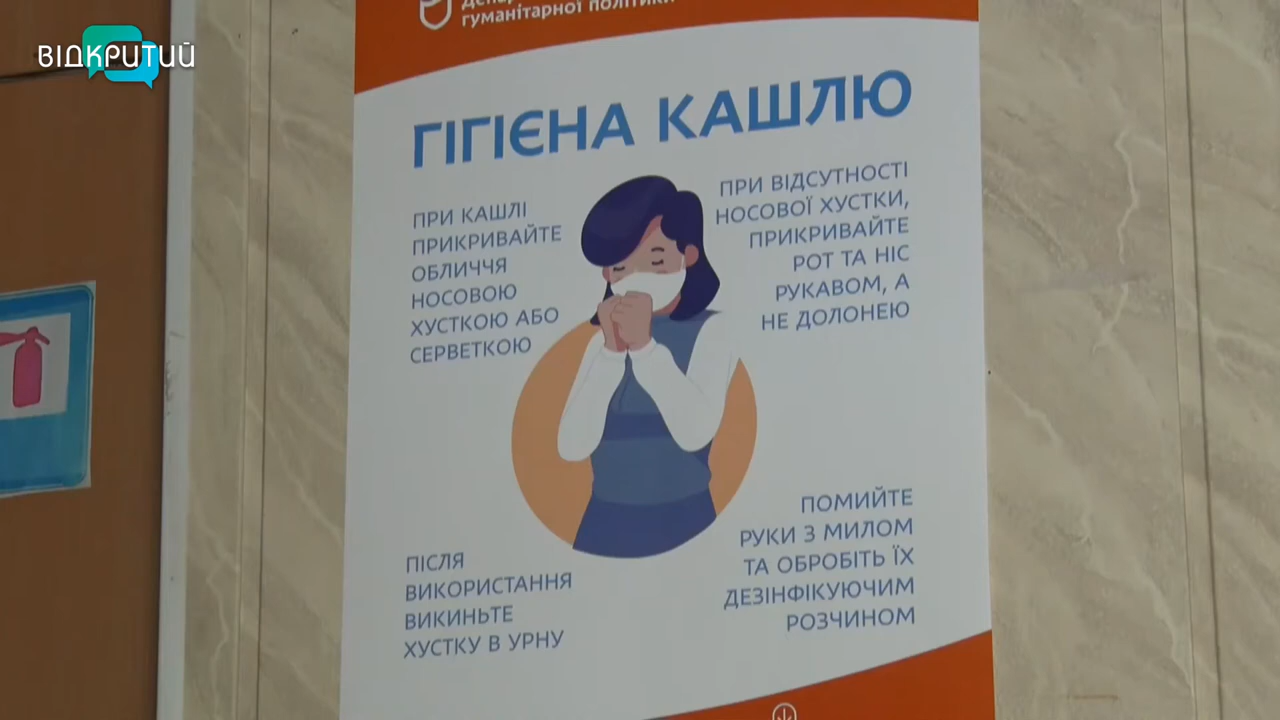 ВІДКРИТИЙ
гуманітарної політики
ГІГІЄНА КАШЛЮ
ПРИ КАШЛІ
ПРИКРИВАЙТЕ
ОБЛИЧЧЯ
НОСОВОЮ
ХУСТКОЮ АБО
СЕРВЕТКОЮ
ПРИ ВІДСУТНОСТІ
НОСОВОЇ ХУСТКИ,
ПРИКРИВАЙТЕ
РОТ ТА НІС
РУКАВОМ, А
НЕ ДОЛОНЕЮ
ПІСЛЯ
ВИКОРИСТАННЯ
ВИКИНЬТЕ
ХУСТКУ В УРНУ
ПОМИЙТЕ
РУКИ З МИЛОМ
ТА ОБРОБІТЬ ЇХ
ДЕЗІНФІКУЮЧИМ
РОЗЧИНОМ